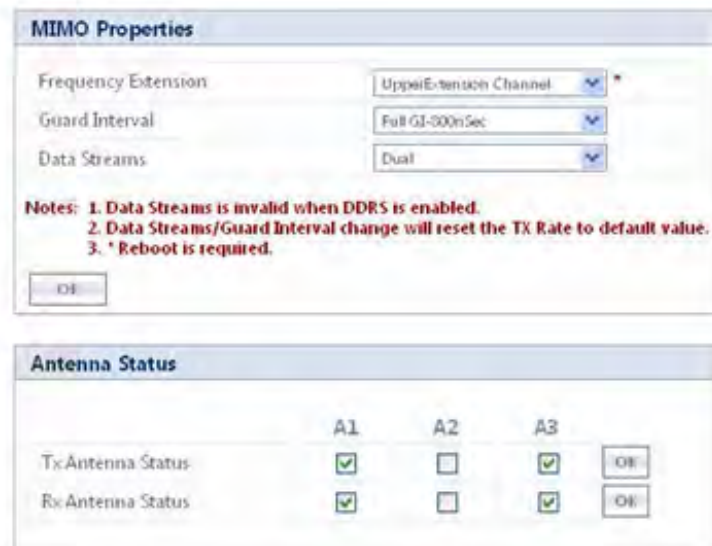 MIMO Properties
Frequency Extension
UpperExtension Channel *
Guard Interval
Full GI-800nSec
Data Streams
Dual
Notes: 1. Data Streams is invalid when DDRS is enabled.
2. Data Streams/Guard Interval change will reset the TX Rate to default value.
3. * Reboot is required.
OK
Antenna Status
A1 A2 A3
Tx Antenna Status OK
Rx Antenna Status OK